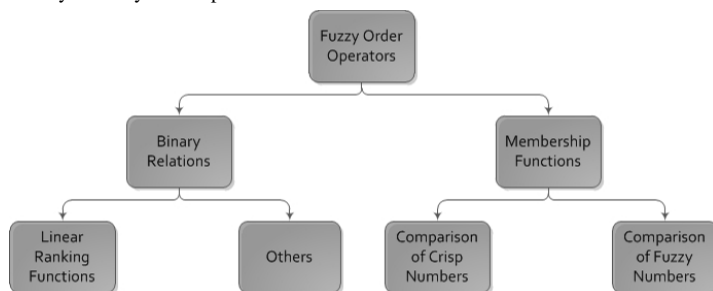 Fuzzy Order
Operators
Binary
Relations
Membership
Functions
Linear
Ranking
Functions
Others
Comparison
of Crisp
Numbers
Comparison
of Fuzzy
Numbers